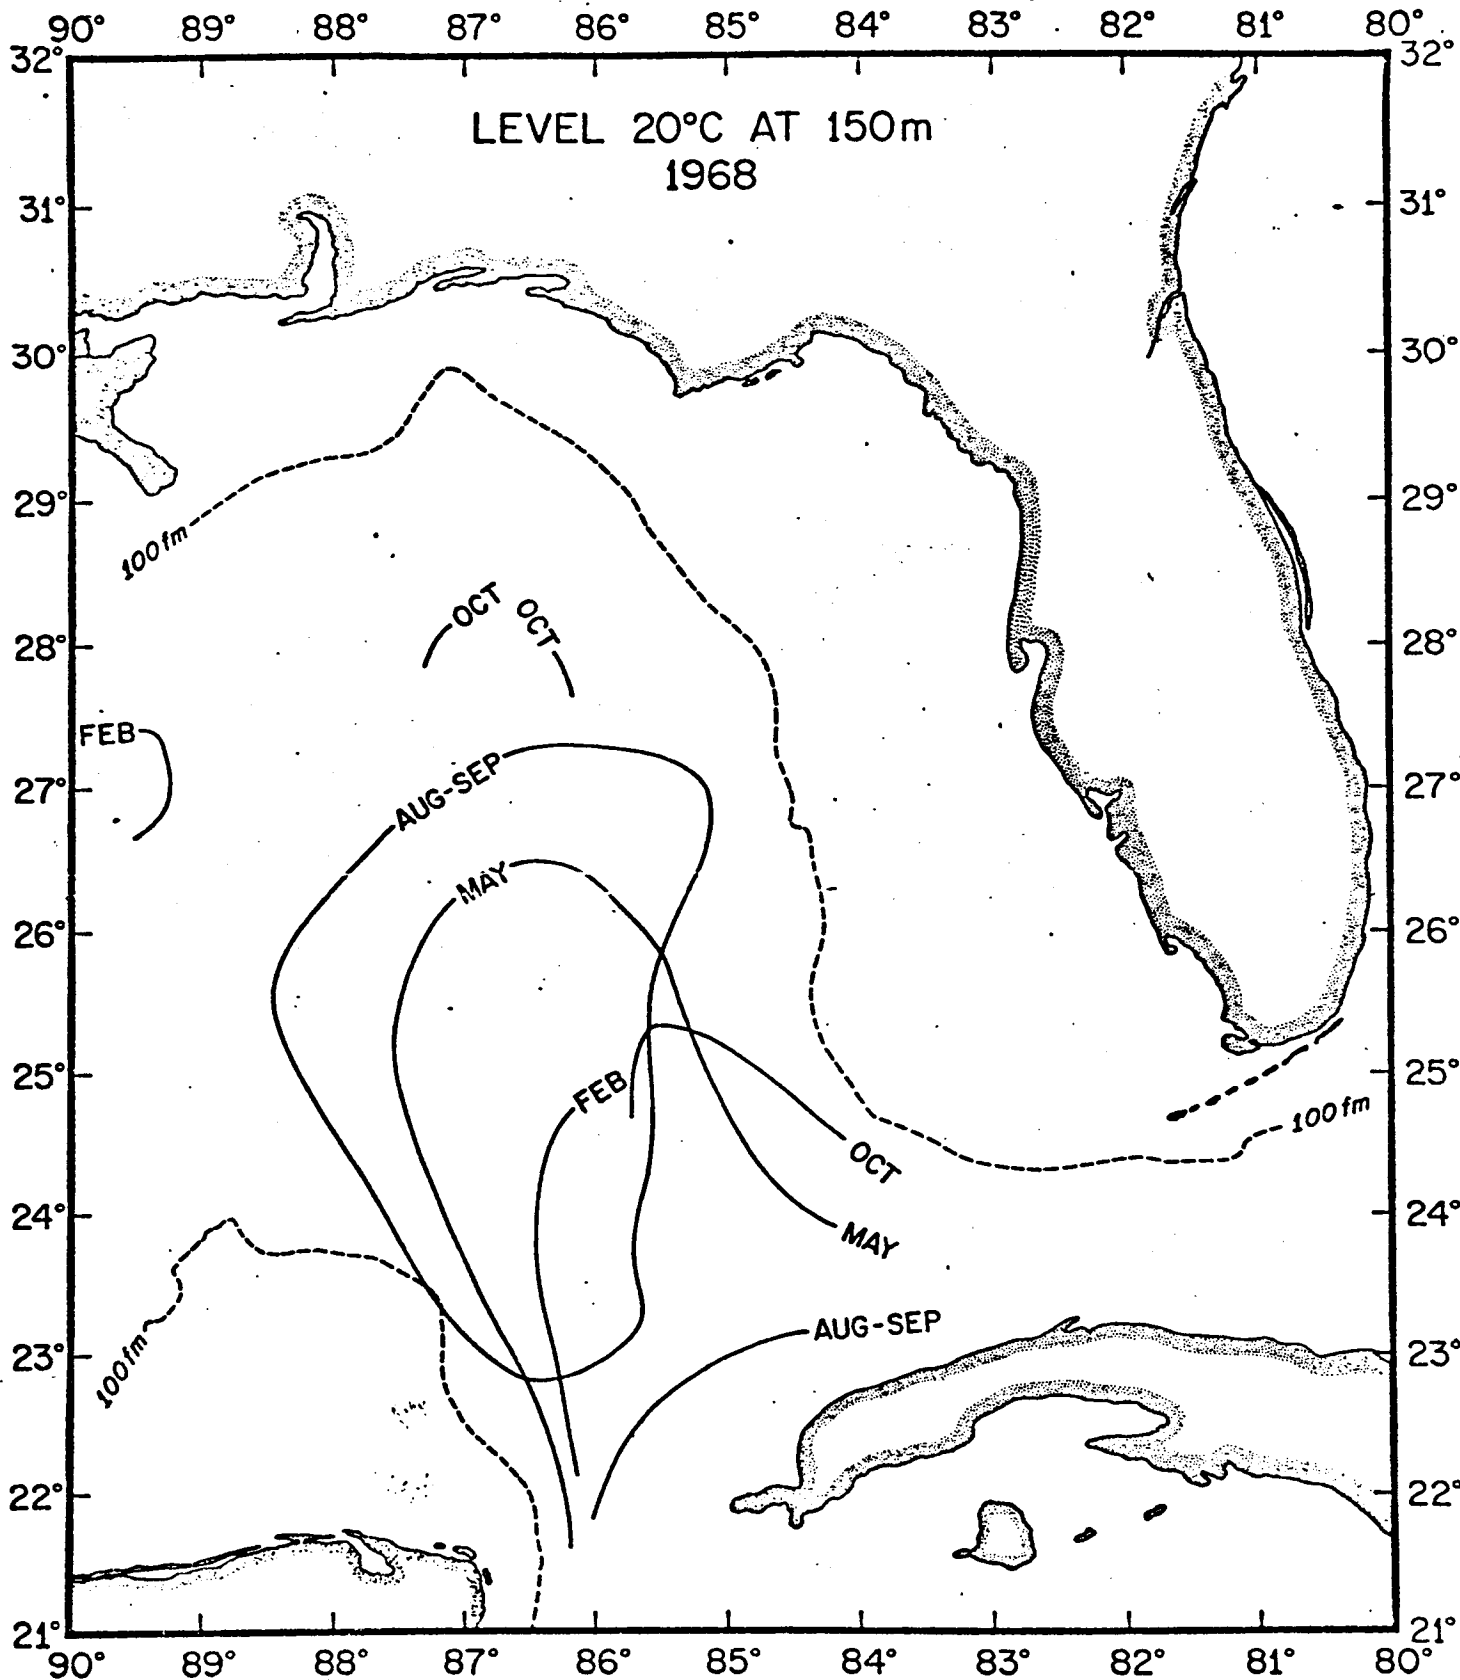 90° 89° 88° 87° 86° 85° 84° 83° 82° 81° 80°
32° 32°
LEVEL 20°C AT 150m
1968
31° 31°
30° 30°
29° 29°
100fm
OCT OCT
28° 28°
FEB
27° 27°
AUG-SEP
MAY
26° 26°
25° 25°
FEB
100fm
OCT
24° 24°
MAY
AUG-SEP
23° 23°
100fm
22° 22°
21° 21°
90° 89° 88° 87° 86° 85° 84° 83° 82° 81° 80°